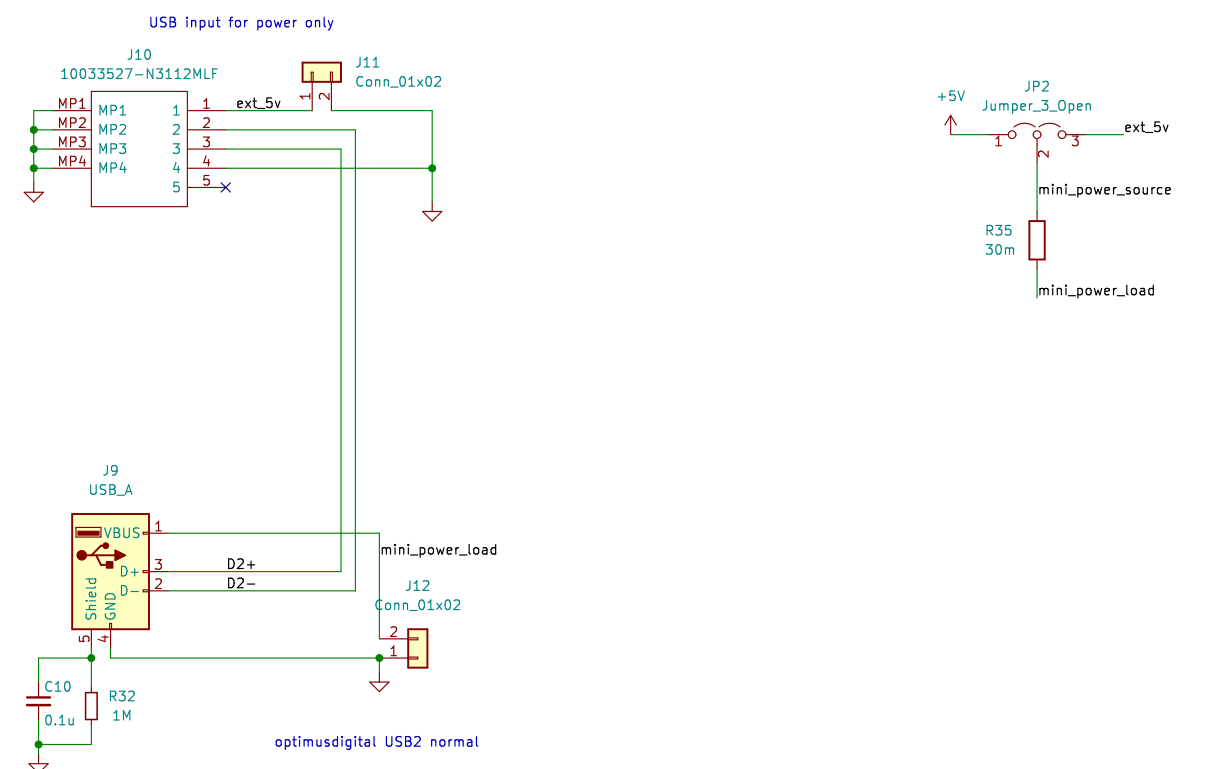 USB input for power only
J10
10033527-N3112MLF
J11
Conn_01x02
MP1
MP1
1
1
ext_5v
1
2
MP2
MP2
2
2
MP3
MP3
3
3
MP4
MP4
4
4
5
5
JP2
Jumper_3_Open
+5V
1
2
3
ext_5v
mini_power_source
R35
30m
mini_power_load
J9
USB_A
VBUS
1
mini_power_load
D+
3
D2+
D-
2
D2-
Shield
GND
5
4
J12
Conn_01x02
2
1
C10
0.1u
R32
1M
optimusdigital USB2 normal